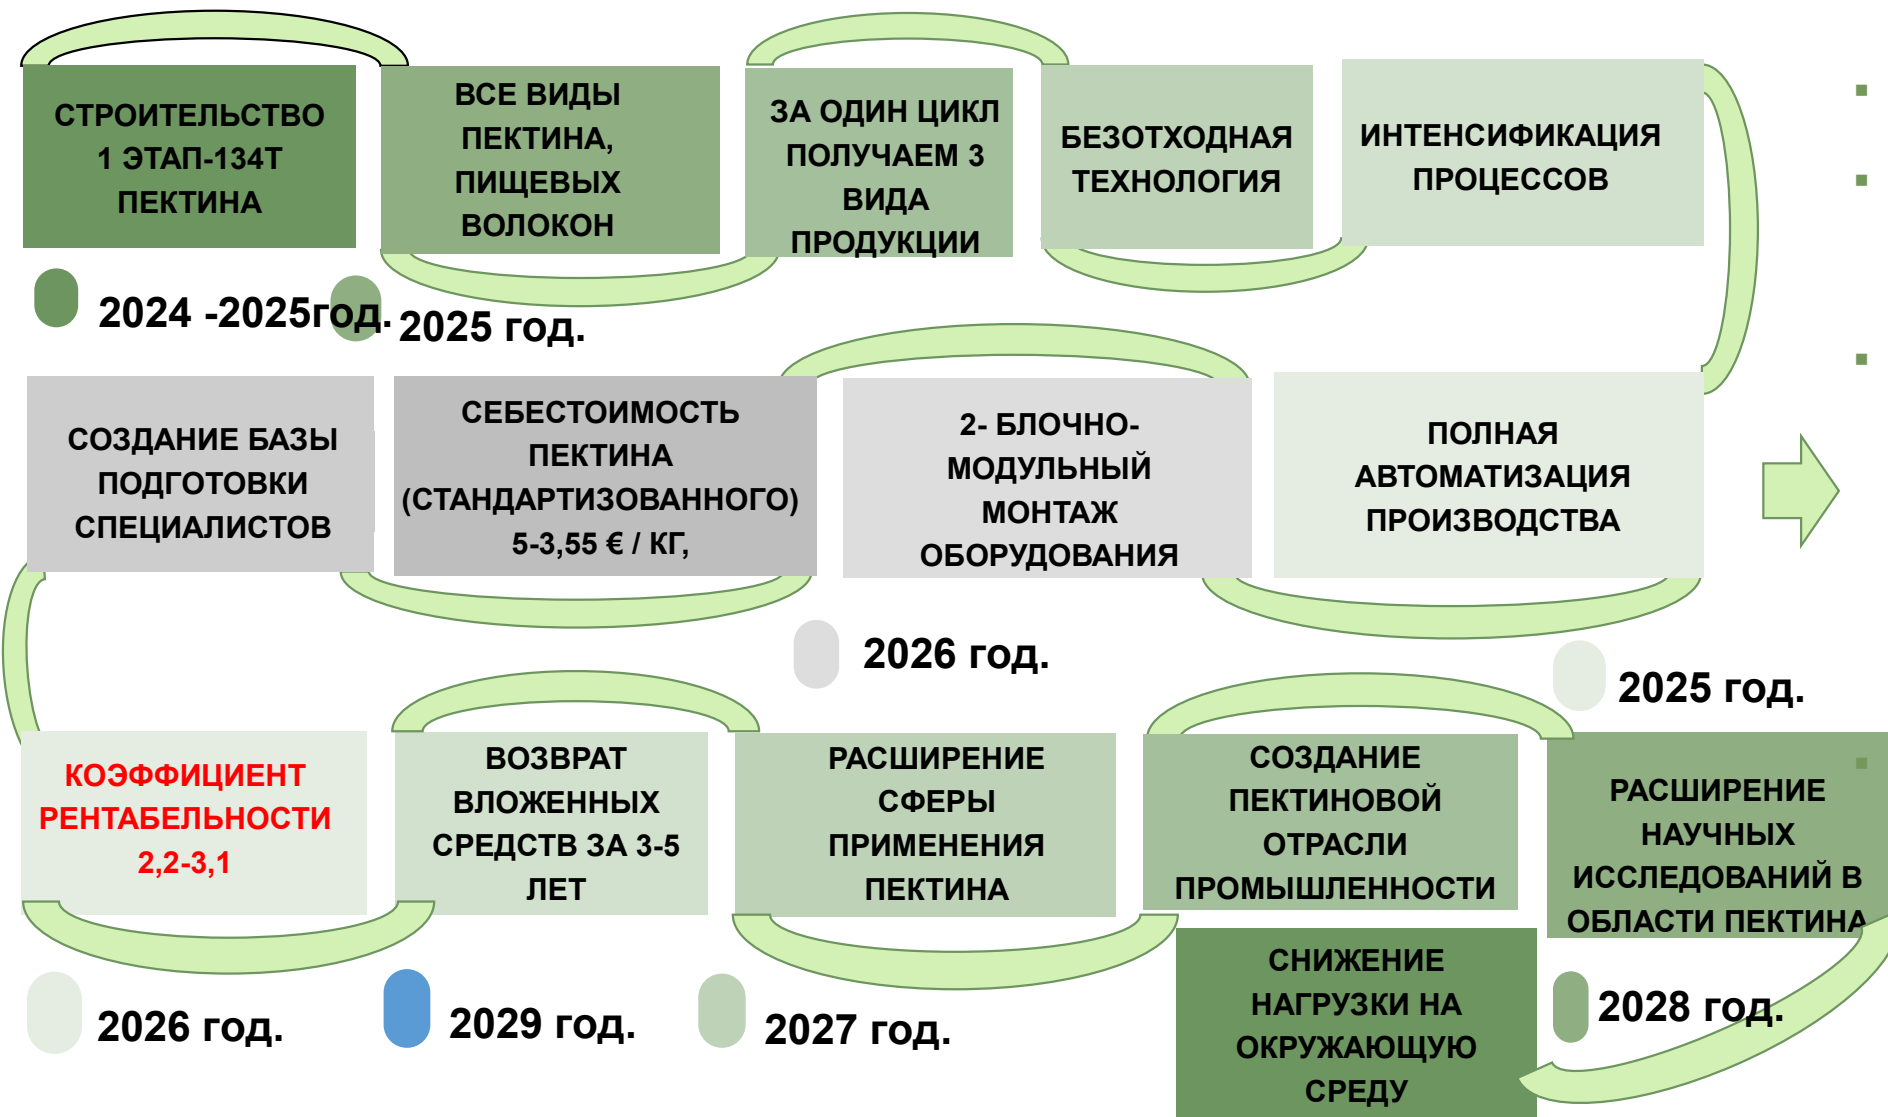 СТРОИТЕЛЬСТВО
1 ЭТАП-134Т
ПЕКТИНА
ВСЕ ВИДЫ
ПЕКТИНА,
ПИЩЕВЫХ
ВОЛОКОН
ЗА ОДИН ЦИКЛ
ПОЛУЧАЕМ 3
ВИДА
ПРОДУКЦИИ
БЕЗОТХОДНАЯ
ТЕХНОЛОГИЯ
ИНТЕНСИФИКАЦИЯ
ПРОЦЕССОВ
2024 -2025год.
2025 год.
СОЗДАНИЕ БАЗЫ
ПОДГОТОВКИ
СПЕЦИАЛИСТОВ
СЕБЕСТОИМОСТЬ
ПЕКТИНА
(СТАНДАРТИЗОВАННОГО)
5-3,55 € / КГ,
2- БЛОЧНО-
МОДУЛЬНЫЙ
МОНТАЖ
ОБОРУДОВАНИЯ
ПОЛНАЯ
АВТОМАТИЗАЦИЯ
ПРОИЗВОДСТВА
2026 год.
2025 год.
КОЭФФИЦИЕНТ
РЕНТАБЕЛЬНОСТИ
2,2-3,1
ВОЗВРАТ
ВЛОЖЕННЫХ
СРЕДСТВ ЗА 3-5
ЛЕТ
РАСШИРЕНИЕ
СФЕРЫ
ПРИМЕНЕНИЯ
ПЕКТИНА
СОЗДАНИЕ
ПЕКТИНОВОЙ
ОТРАСЛИ
ПРОМЫШЛЕННОСТИ
РАСШИРЕНИЕ
НАУЧНЫХ
ИССЛЕДОВАНИЙ В
ОБЛАСТИ ПЕКТИНА
СНИЖЕНИЕ
НАГРУЗКИ НА
ОКРУЖАЮЩУЮ
СРЕДУ
2026 год.
2029 год.
2027 год.
2028 год.